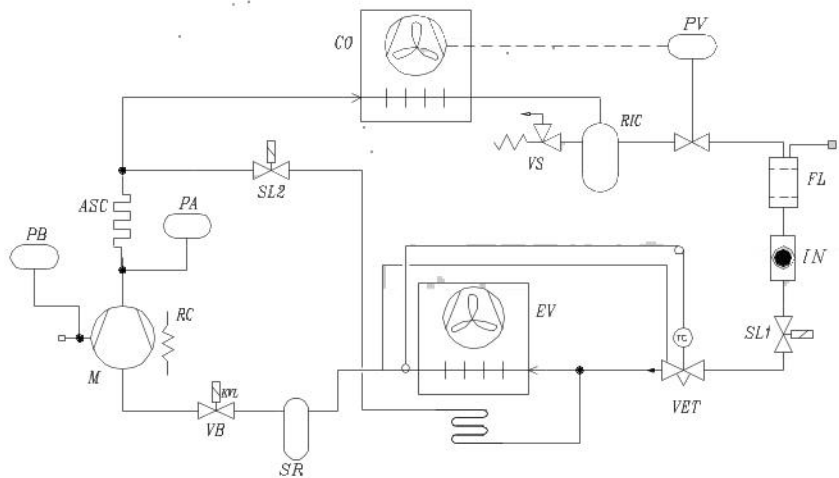 CO
PV
RIC
VS
FL
SL2
ASC
PA
PB
IN
EV
RC
SL1
TC
M
KVL
VET
VB
SR